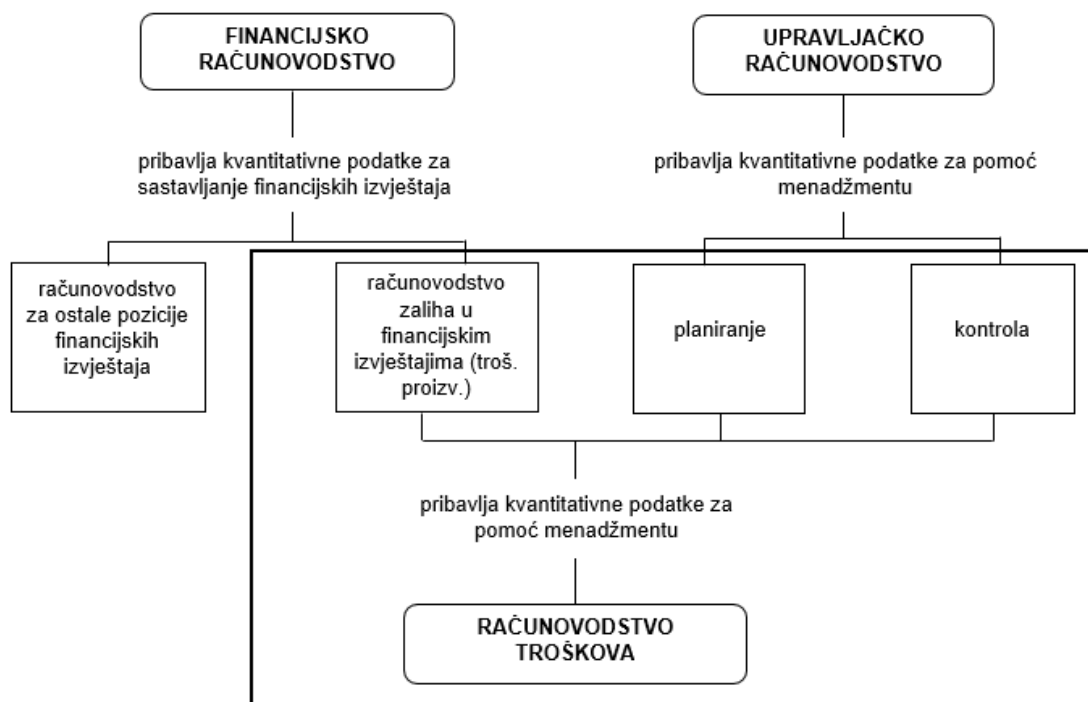 FINANCIJSKO
RAČUNOVODSTVO
UPRAVLJAČKO
RAČUNOVODSTVO
pribavlja kvantitativne podatke za
sastavljanje financijskih izvještaja
pribavlja kvantitativne podatke za pomoć
menadžmentu
računovodstvo
za ostale pozicije
financijskih
izvještaja
računovodstvo
zaliha u
financijskim
izvještajima (troš.
proizv.)
planiranje
kontrola
pribavlja kvantitativne podatke za
pomoć menadžmentu
RAČUNOVODSTVO
TROŠKOVA